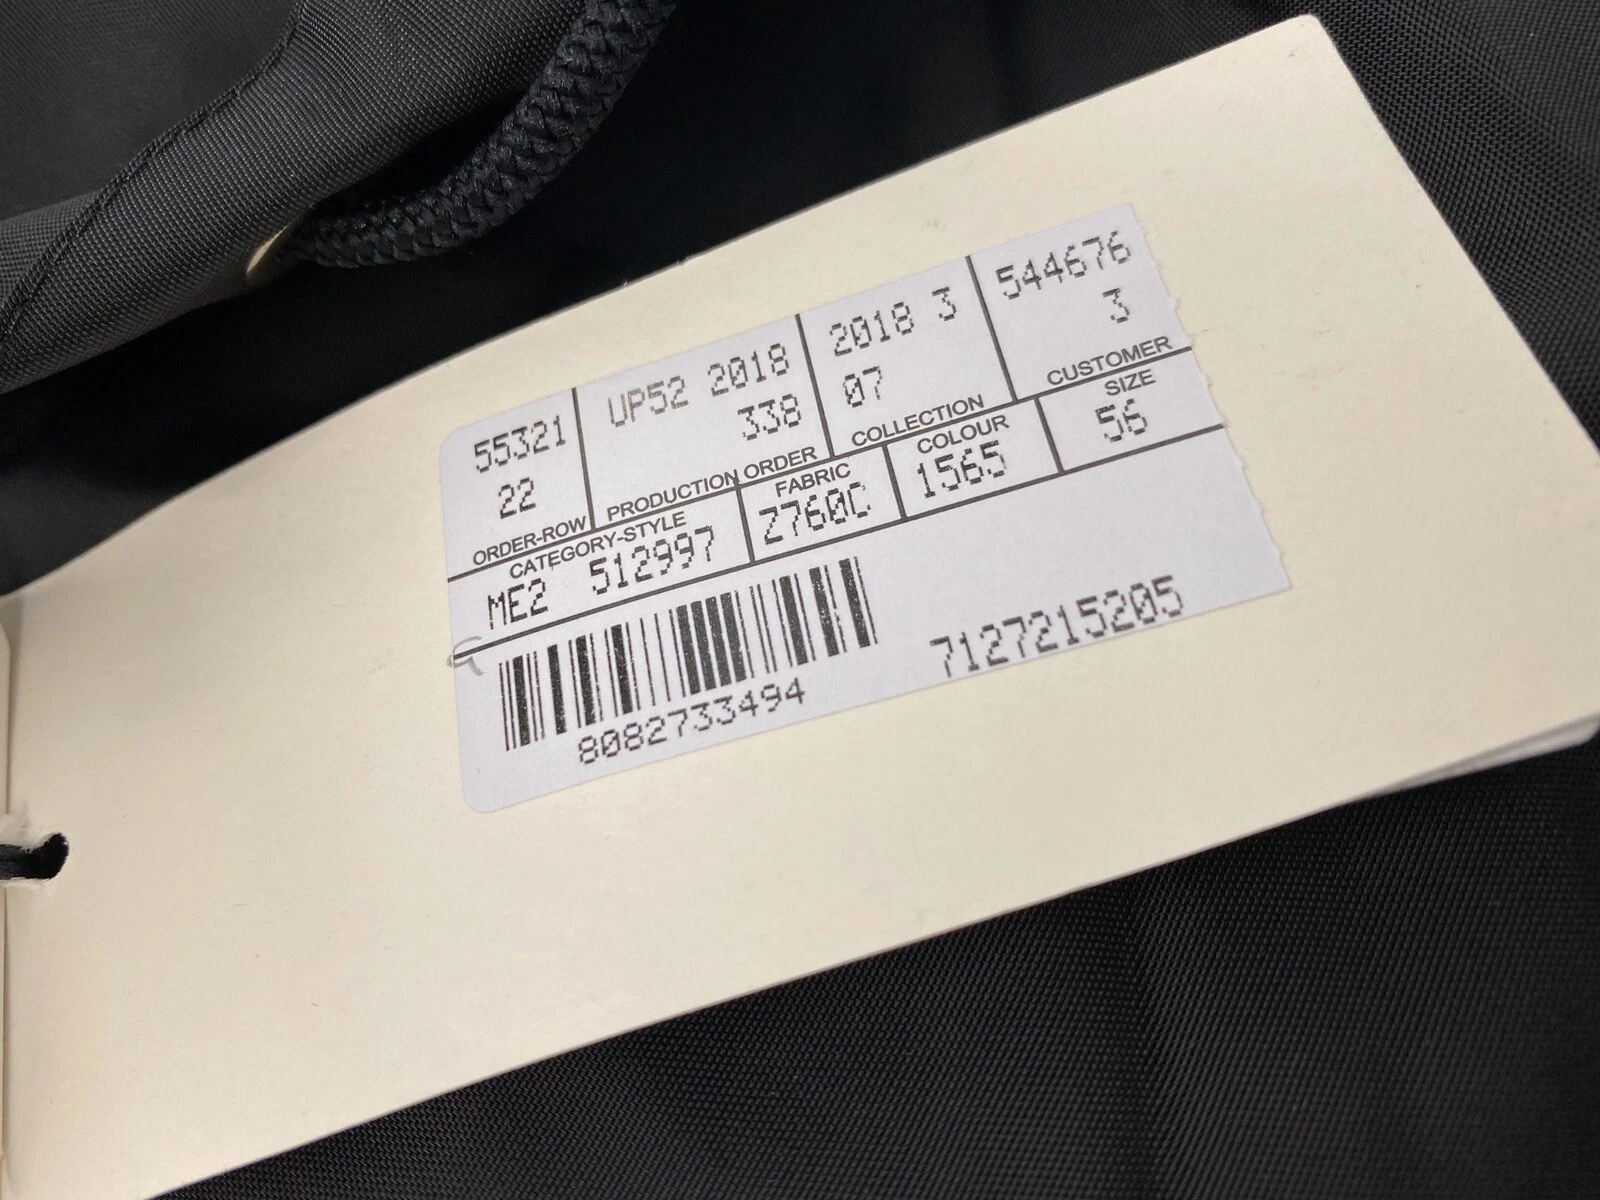 55321 UP52 2018 2018 3 544676
22 338 07 3
ORDER-ROW PRODUCTION ORDER COLLECTION CUSTOMER
CATEGORY-STYLE FABRIC COLOUR SIZE
ME2 512997 Z760C 1565 56
8082733494 7127215205